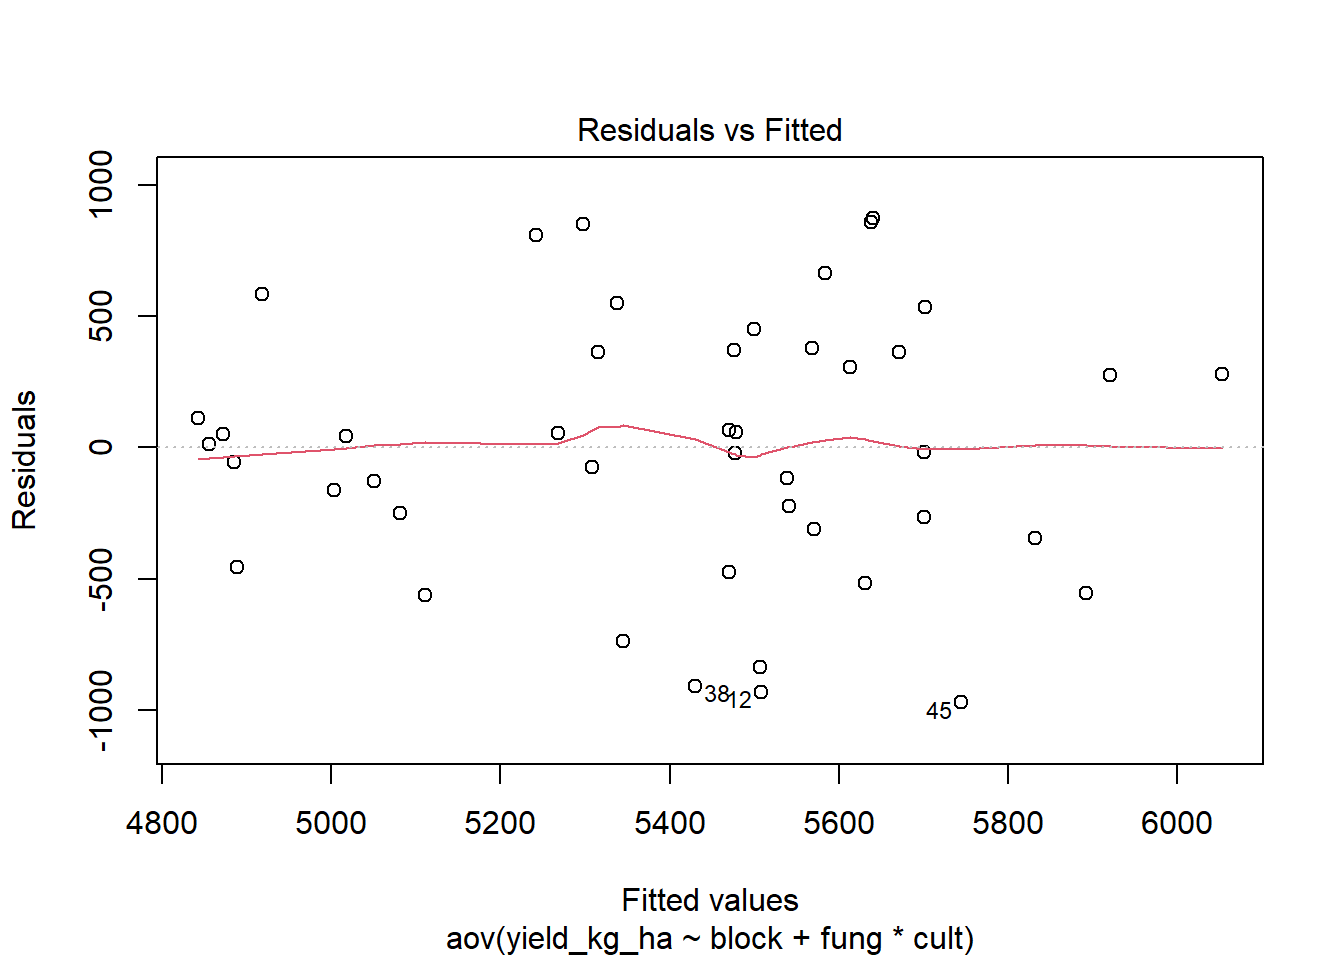 Residuals vs Fitted
1000
500
0
-500
-1000
Residuals
38
12
45
4800 5000 5200 5400 5600 5800 6000
Fitted values
aov(yield_kg_ha ~ block + fung * cult)